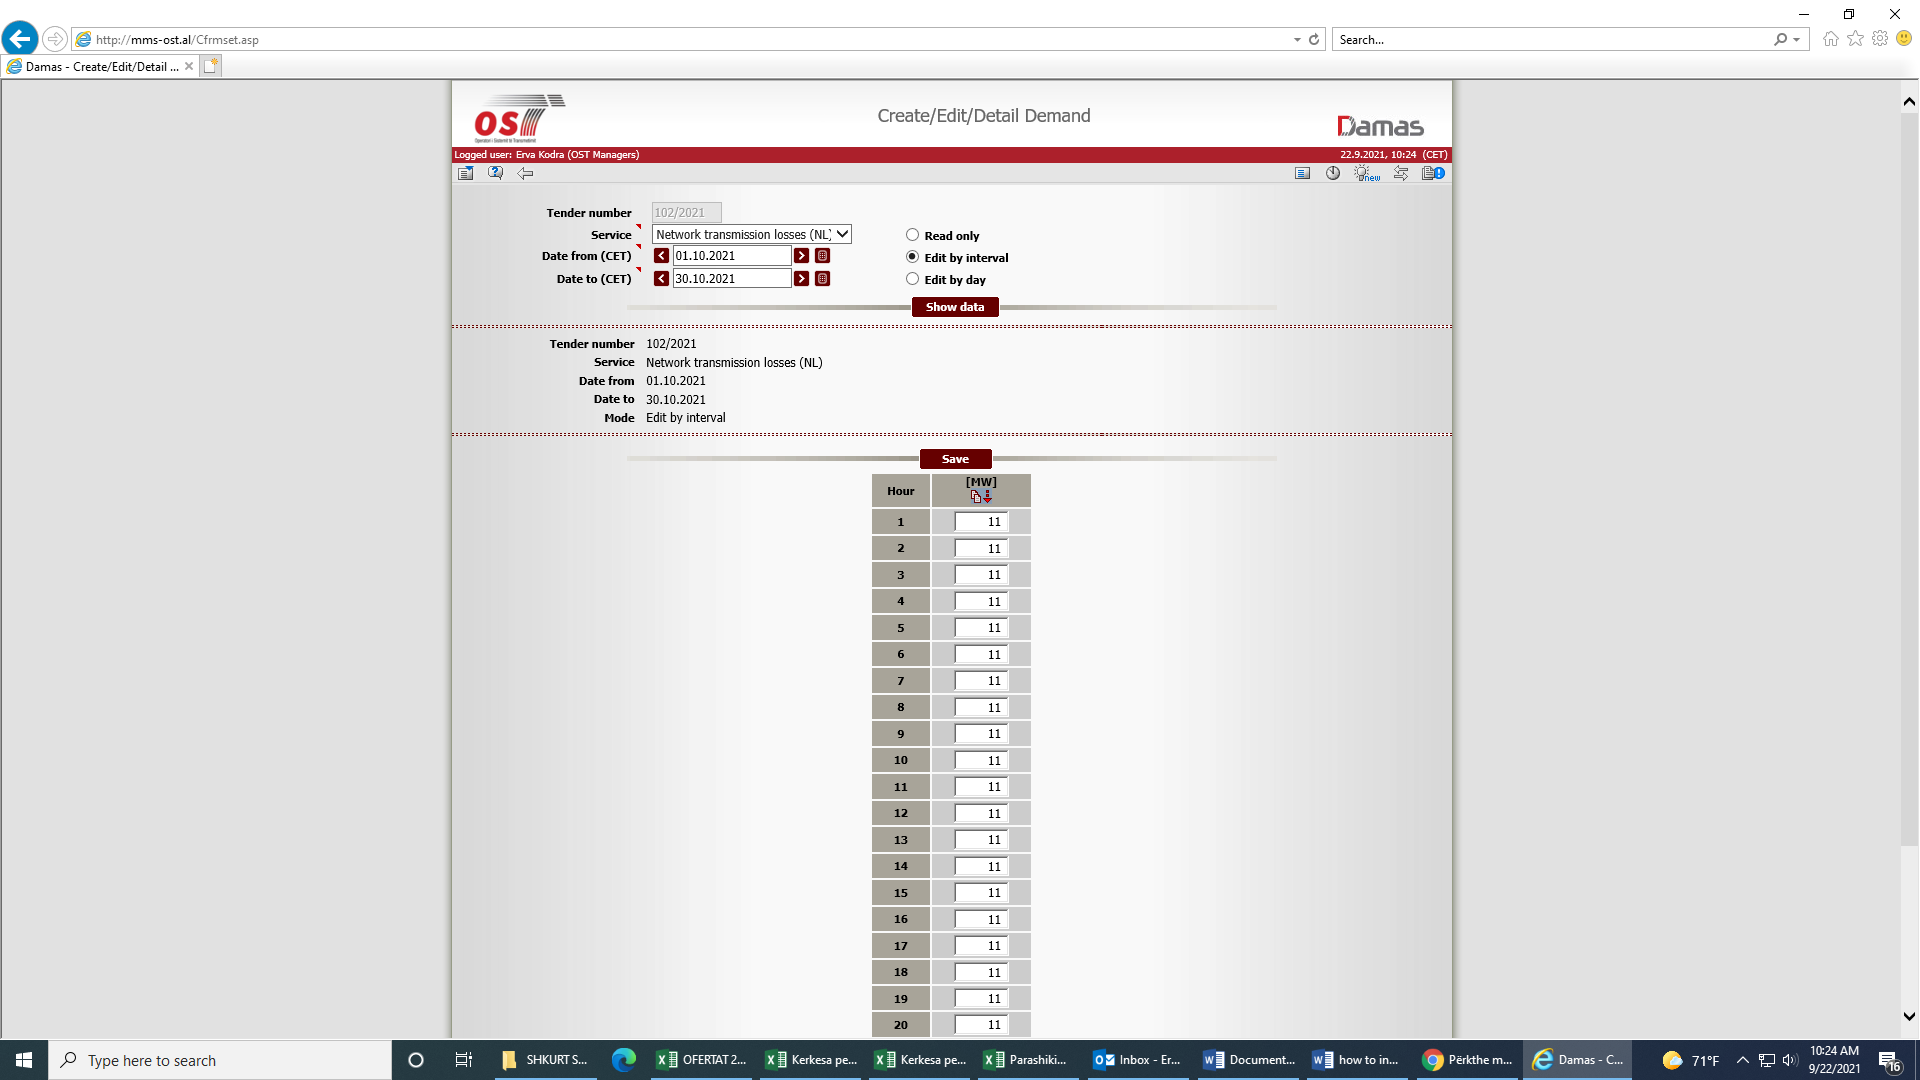 http://mms-ost.al/Cfrmset.asp
Search...
Damas - Create/Edit/Detail ...
OST
Create/Edit/Detail Demand
Damas
Logged user: Erva Kodra (OST Managers)
22.9.2021, 10:24 (CET)
new
Tender number 102/2021
Service Network transmission losses (NL)
Read only
Date from (CET) 01.10.2021
Edit by interval
Date to (CET) 30.10.2021
Edit by day
Show data
Tender number 102/2021
Service Network transmission losses (NL)
Date from 01.10.2021
Date to 30.10.2021
Mode Edit by interval
Save
Hour [MW]
1 11
2 11
3 11
4 11
5 11
6 11
7 11
8 11
9 11
10 11
11 11
12 11
13 11
14 11
15 11
16 11
17 11
18 11
19 11
20 11
Type here to search
SHKURT S...
OFERTAT 2...
Kerkesa pe...
Kerkesa pe...
Parashiki...
Inbox - Er...
Document...
how to in...
Përkthe m...
Damas - C...
71°F
10:24 AM
9/22/2021
16